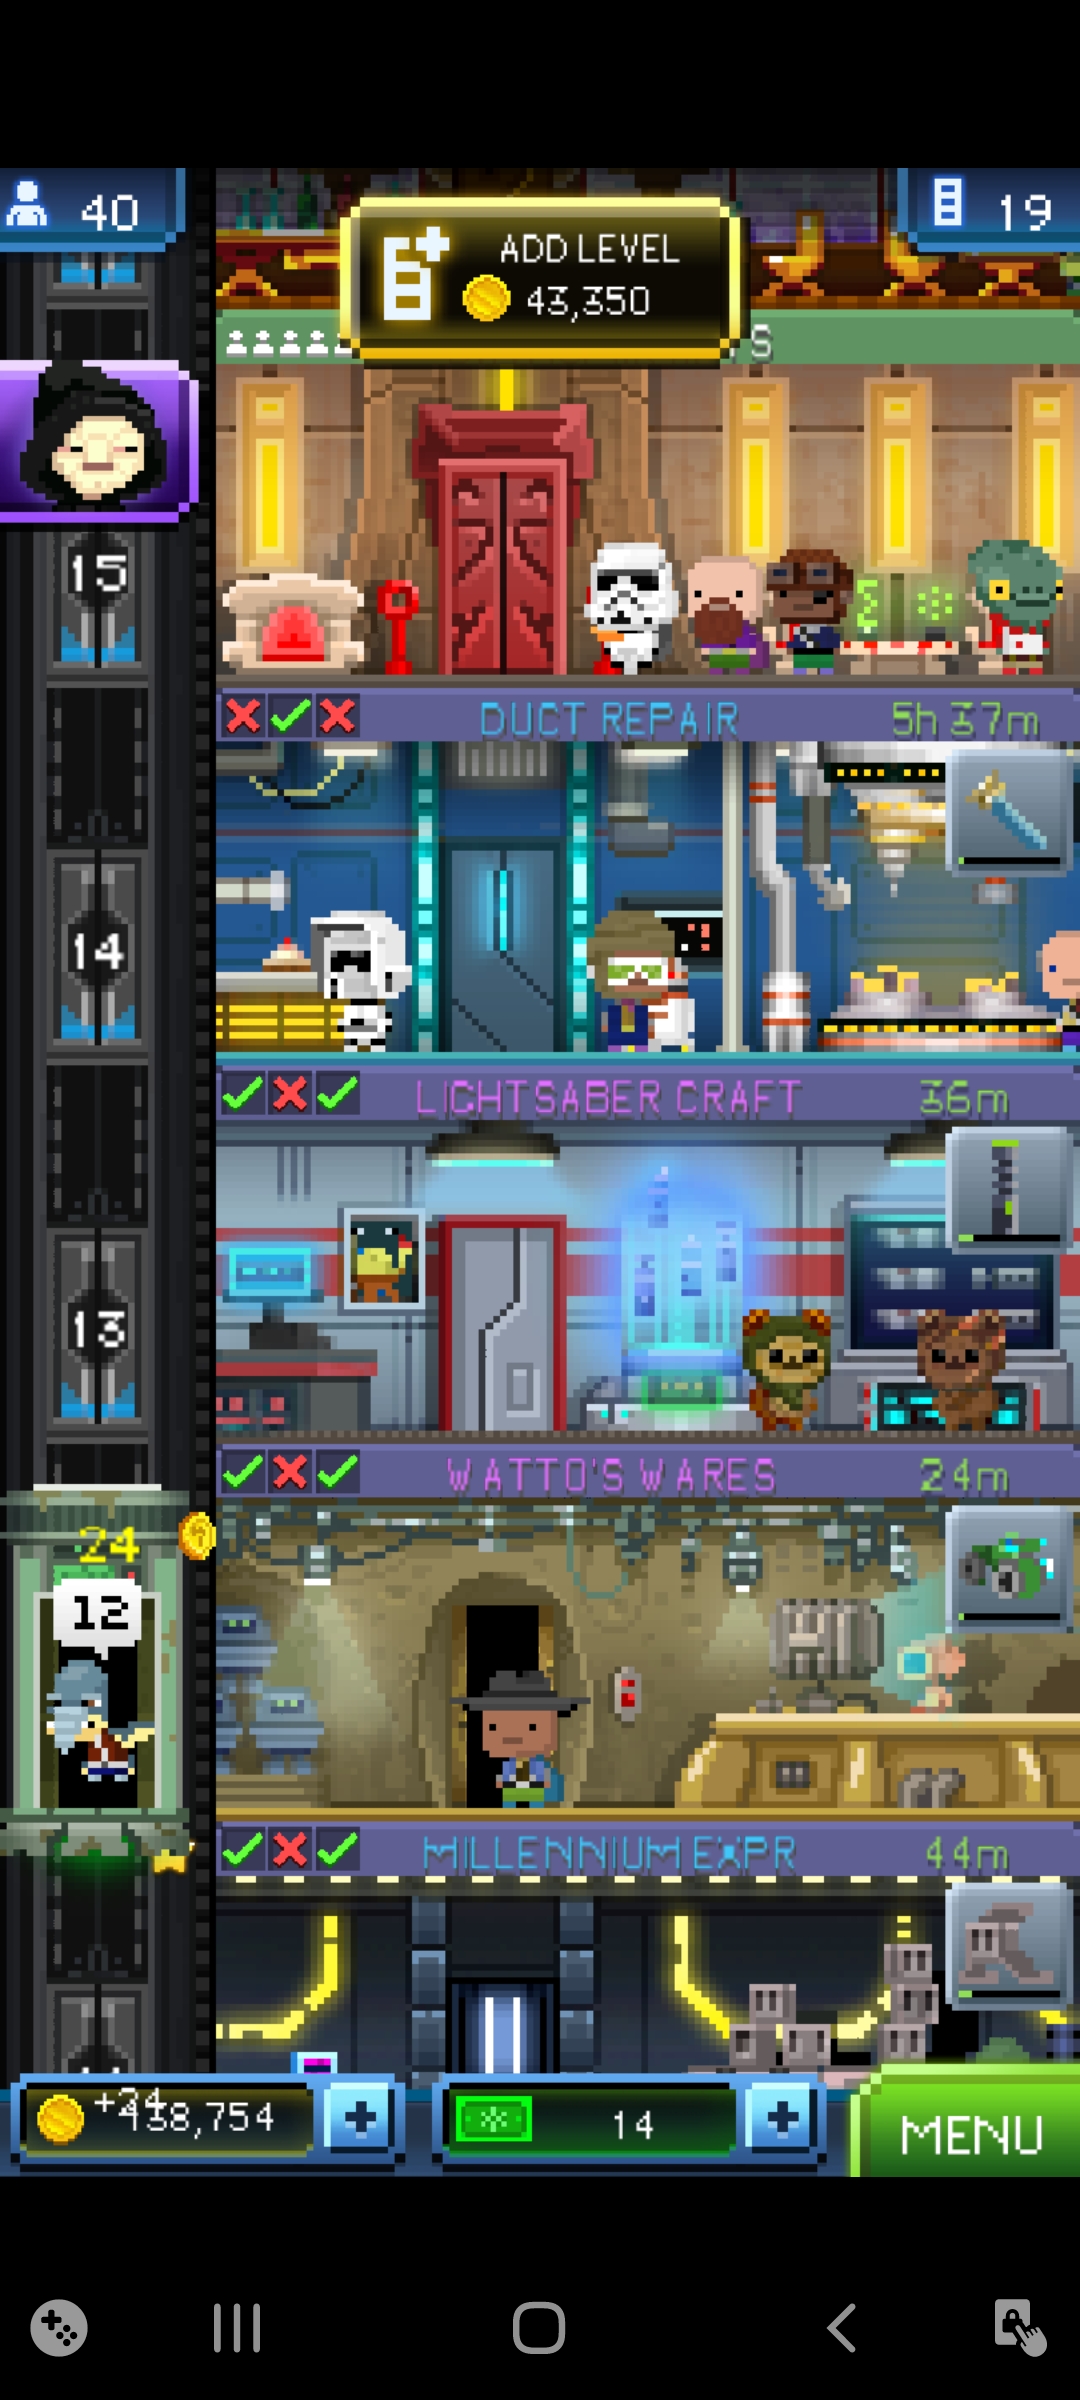 40
ADD LEVEL
43,350
19
S
15
DUCT REPAIR 5h 37m
14
LIGHTSABER CRAFT 36m
13
WATTO'S WARES 24m
24
12
MILLENNIUM EXPR 44m
+24
138,754
14
MENU